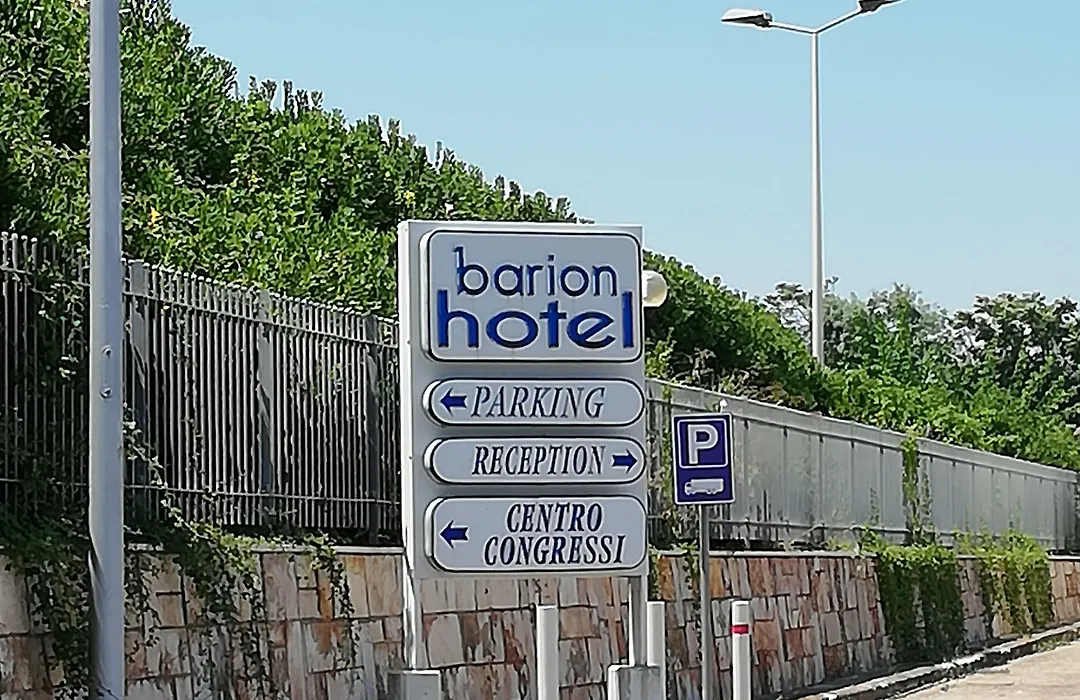 barion
hotel
PARKING
RECEPTION
CENTRO
CONGRESSI
P